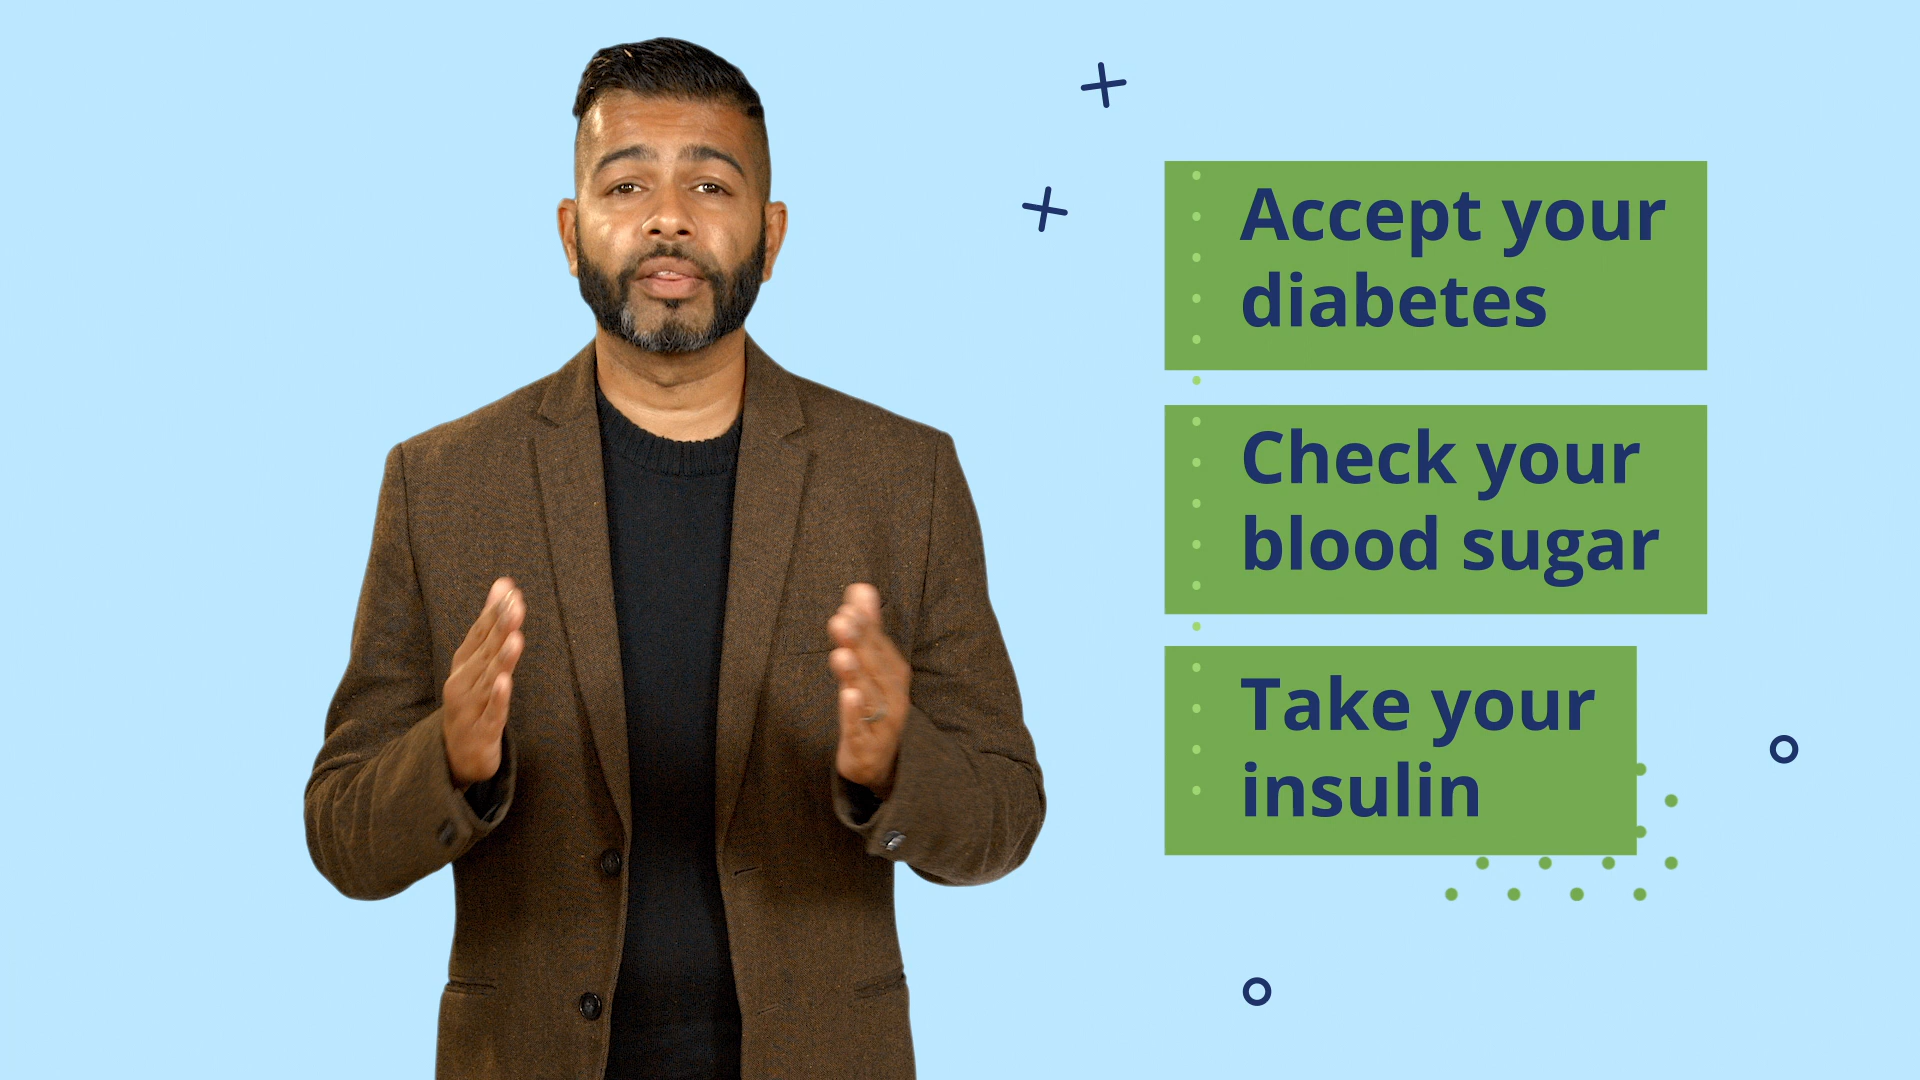 Accept your
diabetes
Check your
blood sugar
Take your
insulin